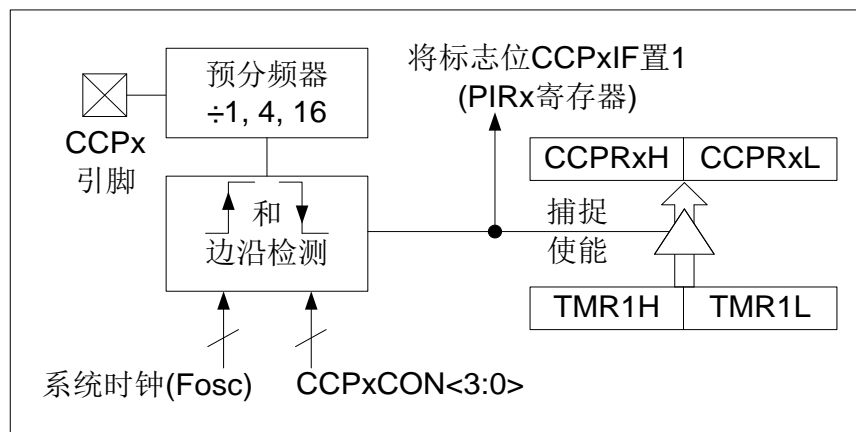 预分频器
÷1, 4, 16
CCPx
引脚
将标志位CCPxIF置1
(PIRx寄存器)
CCPRxH
CCPRxL
和
边沿检测
捕捉
使能
TMR1H
TMR1L
系统时钟(Fosc)
CCPxCON<3:0>